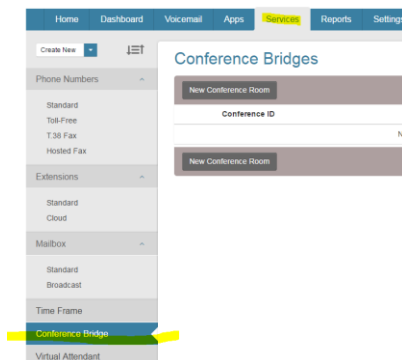 Home Dashboard Voicemail Apps Services Reports Settings
Create New
Conference Bridges
Phone Numbers
New Conference Room
Standard
Conference ID
Toll-Free
T.38 Fax
N
Hosted Fax
New Conference Room
Extensions
Standard
Cloud
Mailbox
Standard
Broadcast
Time Frame
Conference Bridge
Virtual Attendant